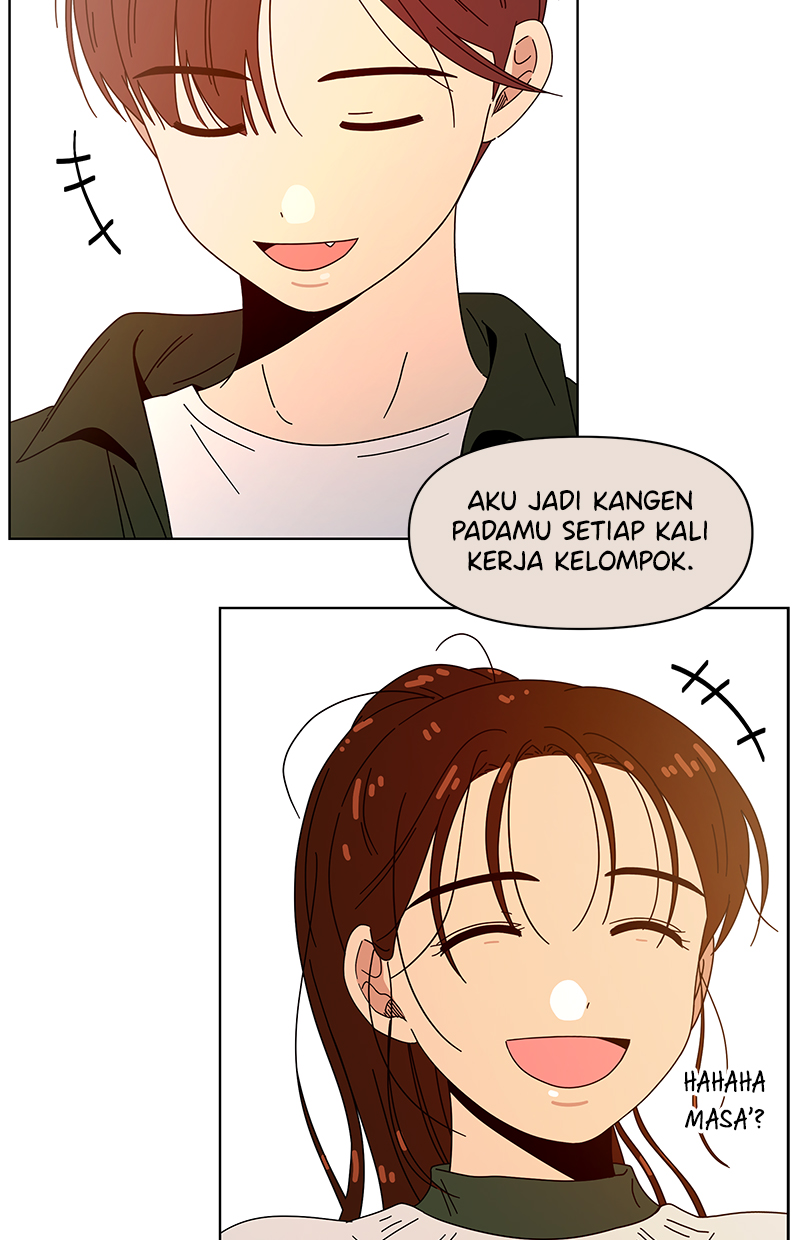 AKU JADI KANGEN
PADAMU SETIAP KALI
KERJA KELOMPOK.
HAHAHA
MASA'?